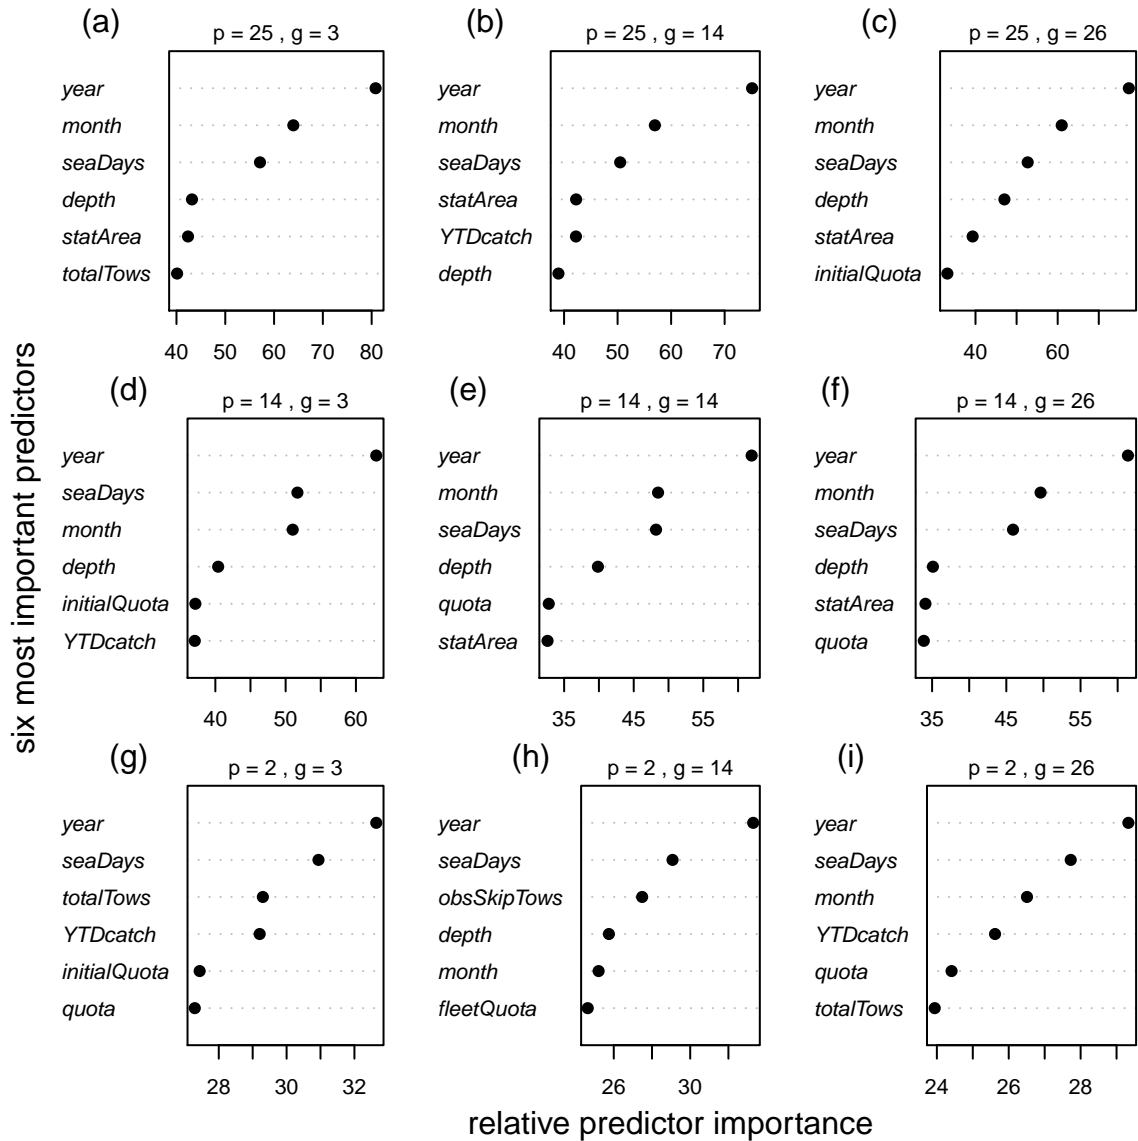 (a)
p = 25 , g = 3
year
month
seaDays
depth
statArea
totalTows
40 50 60 70 80
(b)
p = 25 , g = 14
year
month
seaDays
statArea
YTDcatch
depth
40 50 60 70
(c)
p = 25 , g = 26
year
month
seaDays
depth
statArea
initialQuota
40 60
six most important predictors
(d)
p = 14 , g = 3
year
seaDays
month
depth
initialQuota
YTDcatch
40 50 60
(e)
p = 14 , g = 14
year
month
seaDays
depth
quota
statArea
35 45 55
(f)
p = 14 , g = 26
year
month
seaDays
depth
statArea
quota
35 45 55
(g)
p = 2 , g = 3
year
seaDays
totalTows
YTDcatch
initialQuota
quota
28 30 32
(h)
p = 2 , g = 14
year
seaDays
obsSkipTows
depth
month
fleetQuota
26 30
(i)
p = 2 , g = 26
year
seaDays
month
YTDcatch
quota
totalTows
24 26 28
relative predictor importance